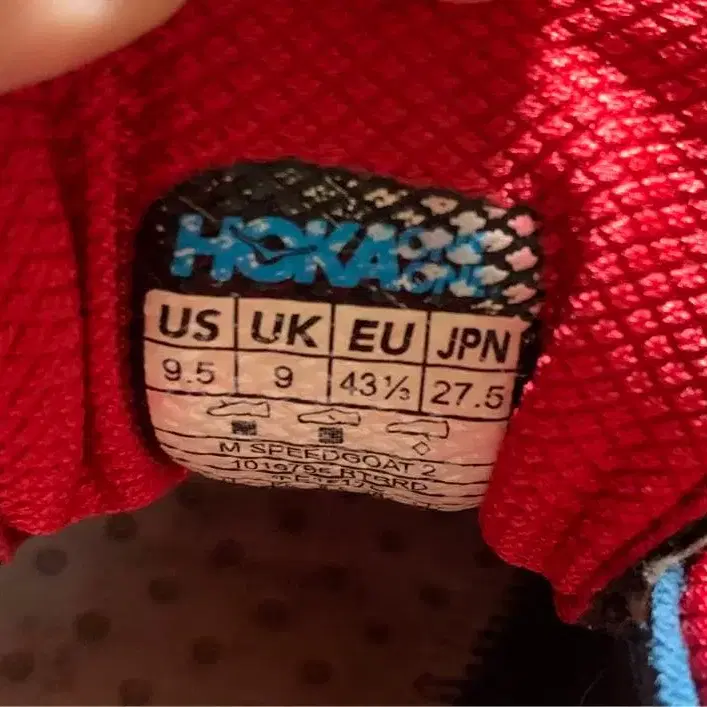 HOKA ONE ONE
US UK EU JPN
9.5 9 43⅓ 27.5
M SPEEDGOAT 2